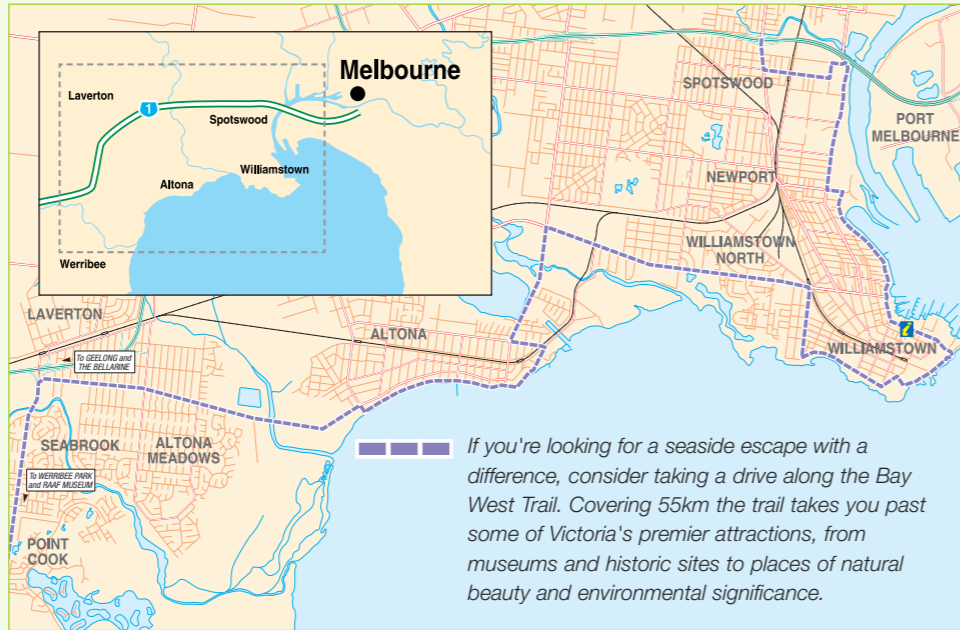 Melbourne
Laverton
1
Spotswood
Williamstown
Altona
Werribee
SPOTSWOOD
PORT
MELBOURNE
NEWPORT
WILLIAMSTOWN
NORTH
LAVERTON
ALTONA
WILLIAMSTOWN
i
To GEELONG and
THE BELLARINE
SEABROOK
ALTONA
MEADOWS
To WERRIBEE PARK
and RAAF MUSEUM
POINT
COOK
If you're looking for a seaside escape with a
difference, consider taking a drive along the Bay
West Trail. Covering 55km the trail takes you past
some of Victoria's premier attractions, from
museums and historic sites to places of natural
beauty and environmental significance.